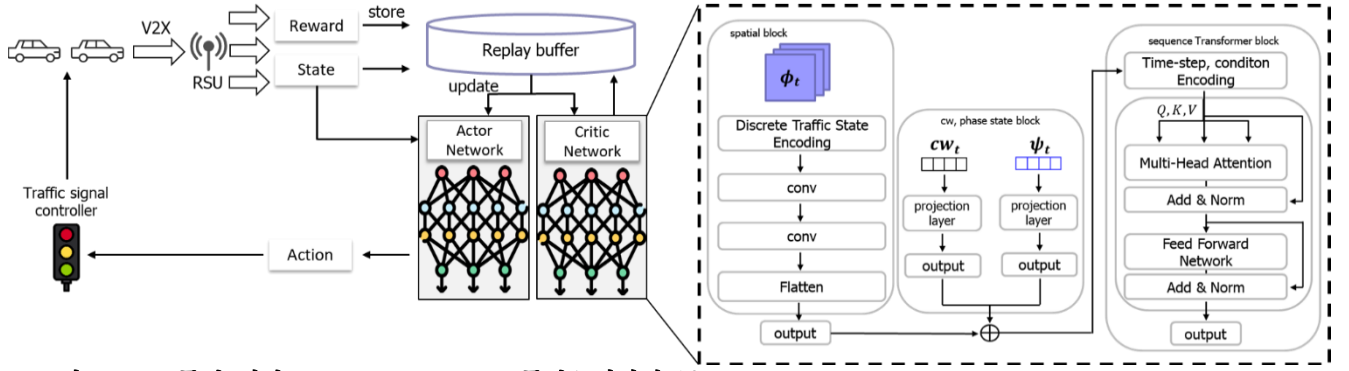 V2X
RSU
Reward
State
store
Replay buffer
update
Actor
Network
Critic
Network
Traffic signal
controller
Action
spatial block
ϕₜ
Discrete Traffic State
Encoding
conv
conv
Flatten
output
cw, phase state block
cwₜ
ψₜ
projection
layer
projection
layer
output
output
sequence Transformer block
Time-step, conditon
Encoding
Q, K, V
Multi-Head Attention
Add & Norm
Feed Forward
Network
Add & Norm
output